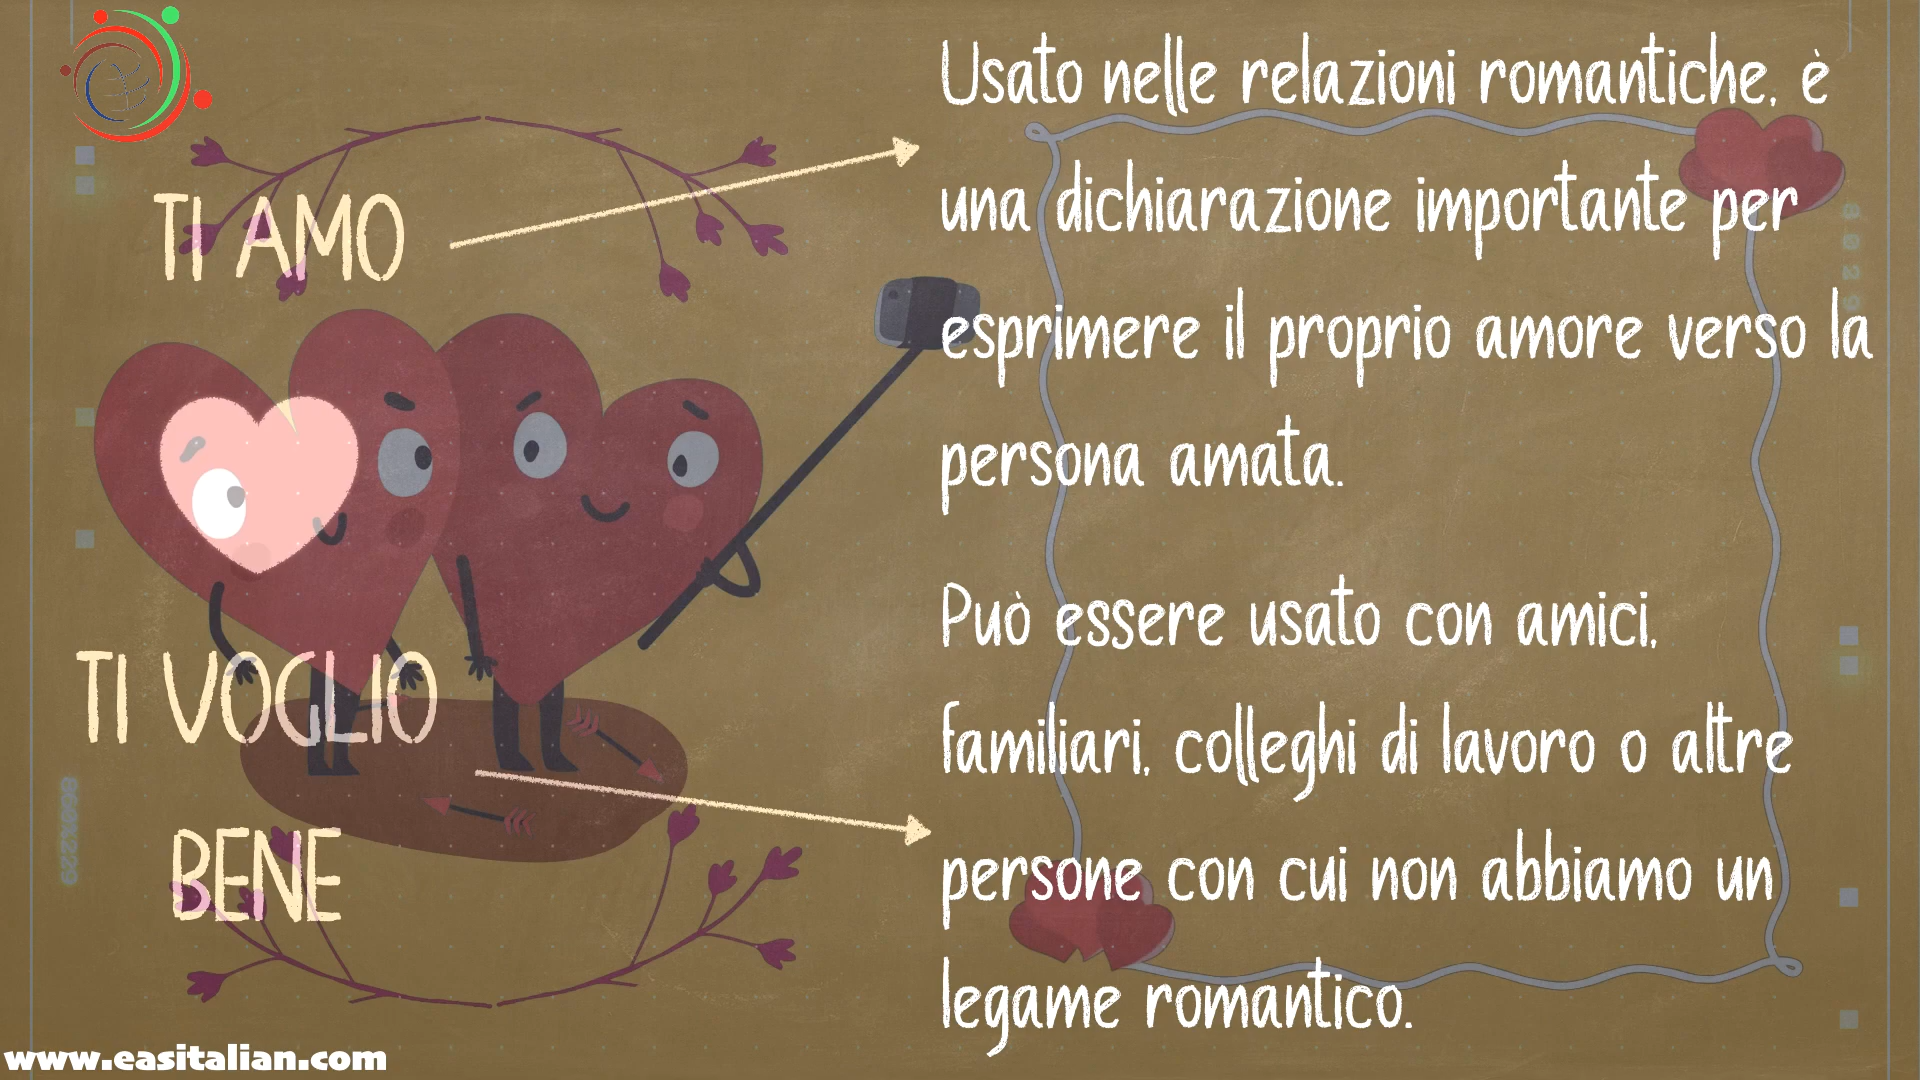 TI AMO
Usato nelle relazioni romantiche, è
una dichiarazione importante per
esprimere il proprio amore verso la
persona amata.
TI VOGLIO
BENE
Può essere usato con amici,
familiari, colleghi di lavoro o altre
persone con cui non abbiamo un
legame romantico.
www.easitalian.com